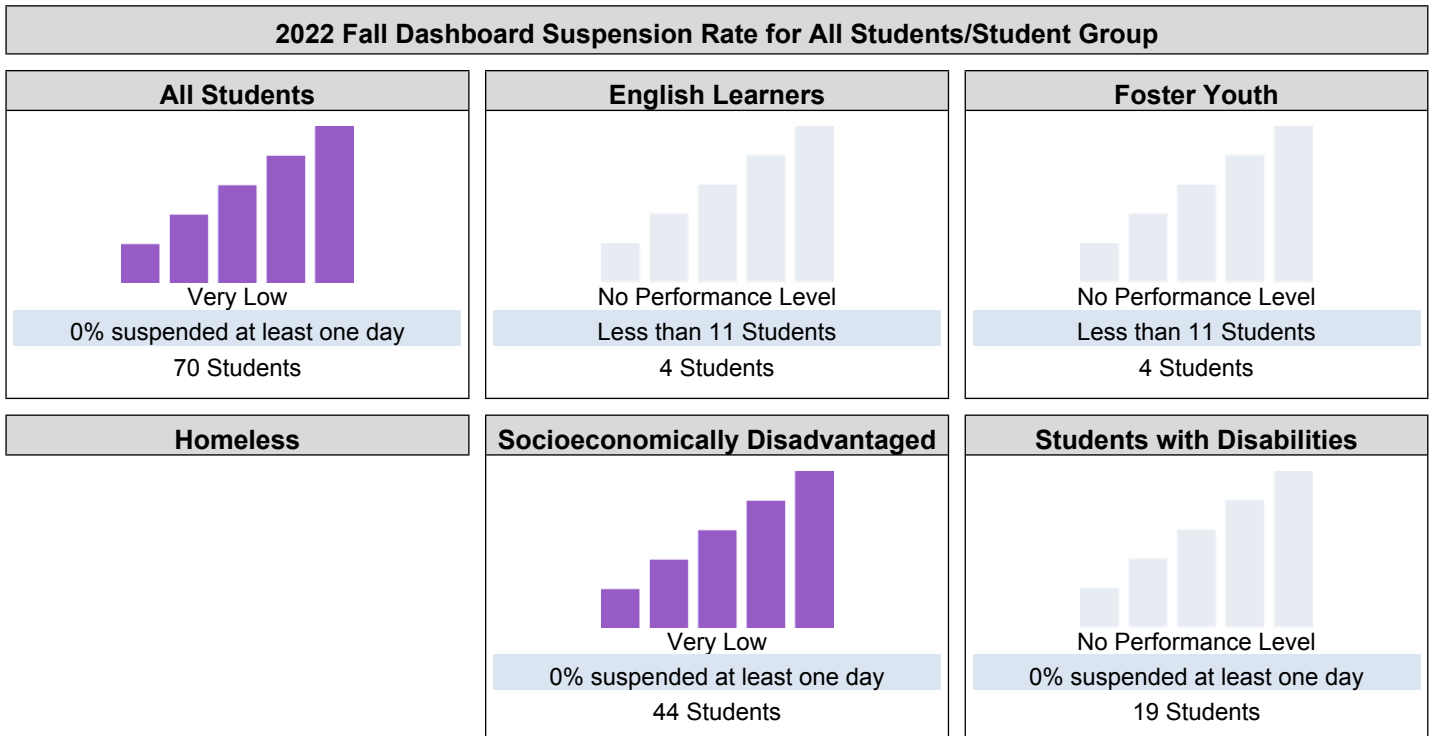 2022 Fall Dashboard Suspension Rate for All Students/Student Group
All Students
Very Low
0% suspended at least one day
70 Students
English Learners
No Performance Level
Less than 11 Students
4 Students
Foster Youth
No Performance Level
Less than 11 Students
4 Students
Homeless
Socioeconomically Disadvantaged
Very Low
0% suspended at least one day
44 Students
Students with Disabilities
No Performance Level
0% suspended at least one day
19 Students